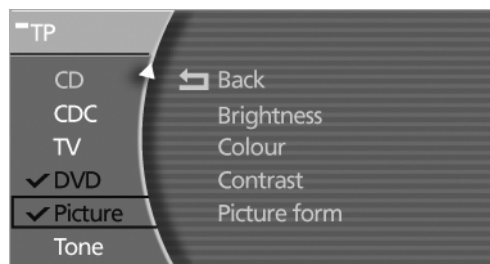 TP
CD
CDC
TV
DVD
Picture
Tone
Back
Brightness
Colour
Contrast
Picture form